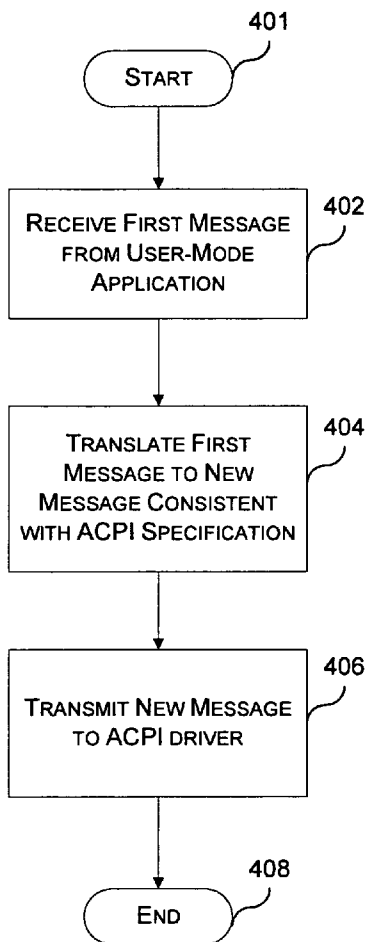 401
START
402
RECEIVE FIRST MESSAGE
FROM USER-MODE
APPLICATION
404
TRANSLATE FIRST
MESSAGE TO NEW
MESSAGE CONSISTENT
WITH ACPI SPECIFICATION
406
TRANSMIT NEW MESSAGE
TO ACPI DRIVER
408
END